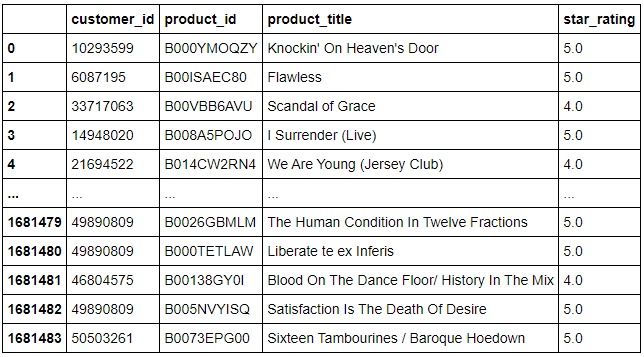 customer_id product_id product_title star_rating
0 10293599 B000YMOQZY Knockin' On Heaven's Door 5.0
1 6087195 B00ISAEC80 Flawless 5.0
2 33717063 B00VBB6AVU Scandal of Grace 4.0
3 14948020 B008A5POJO I Surrender (Live) 5.0
4 21694522 B014CW2RN4 We Are Young (Jersey Club) 4.0
... ... ... ... ...
1681479 49890809 B0026GBMLM The Human Condition In Twelve Fractions 5.0
1681480 49890809 B000TETLAW Liberate te ex Inferis 5.0
1681481 46804575 B00138GY0I Blood On The Dance Floor/ History In The Mix 4.0
1681482 49890809 B005NVYISQ Satisfaction Is The Death Of Desire 5.0
1681483 50503261 B0073EPG00 Sixteen Tambourines / Baroque Hoedown 5.0